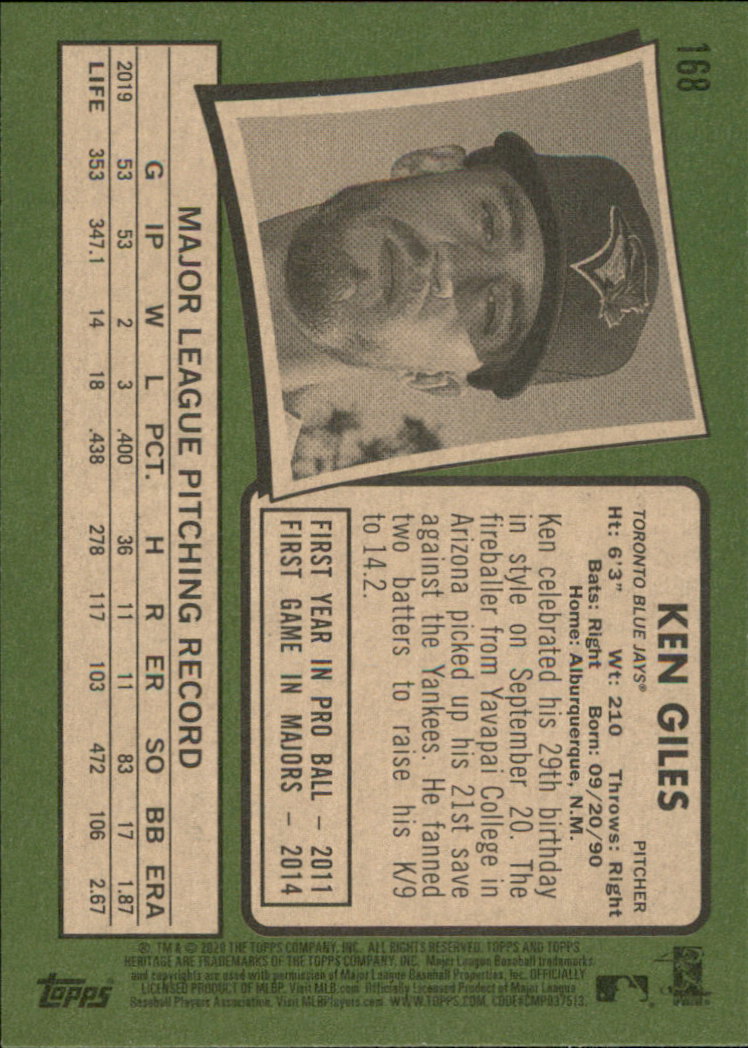 168
KEN GILES
TORONTO BLUE JAYS® PITCHER
Ht: 6'3" Wt: 210 Throws: Right
Bats: Right Born: 09/20/90
Home: Alburquerque, N.M.
Ken celebrated his 29th birthday
in style on September 20. The
fireballer from Yavapai College in
Arizona picked up his 21st save
against the Yankees. He fanned
two batters to raise his K/9
to 14.2.
FIRST YEAR IN PRO BALL – 2011
FIRST GAME IN MAJORS – 2014
MAJOR LEAGUE PITCHING RECORD
G IP W L PCT. H R ER SO BB ERA
2019 53 53 2 3 .400 36 11 11 83 17 1.87
LIFE 353 347.1 14 18 .438 278 117 103 472 106 2.67
® TM & © 2020 THE TOPPS COMPANY, INC. ALL RIGHTS RESERVED. TOPPS AND TOPPS
HERITAGE ARE TRADEMARKS OF THE TOPPS COMPANY, INC. Major League Baseball trademarks
and copyrights are used with permission of Major League Baseball Properties, Inc. OFFICIALLY
LICENSED PRODUCT OF MLBP. Visit MLB.com Officially Licensed Product of Major League
Baseball Players Association. Visit MLBPlayers.com. WWW.TOPPS.COM. CODE#CMP037513.
TOPPS